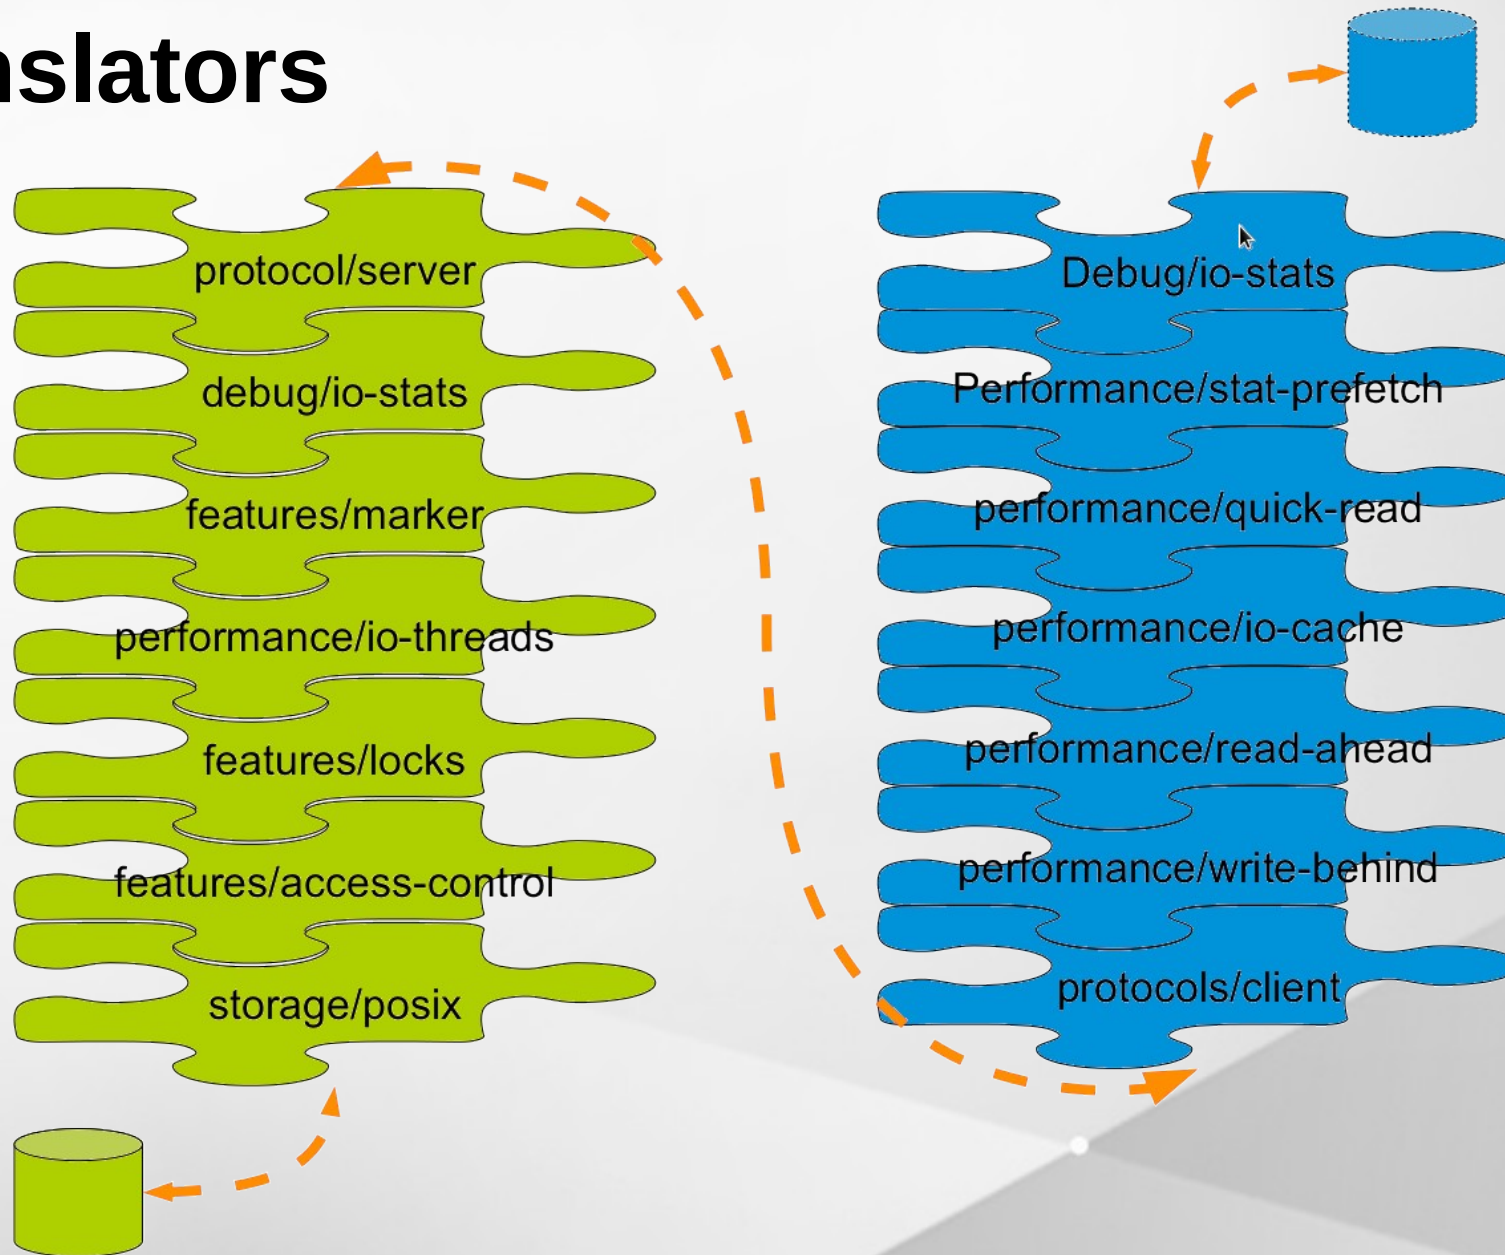 nslators
protocol/server
debug/io-stats
features/marker
performance/io-threads
features/locks
features/access-control
storage/posix
Debug/io-stats
Performance/stat-prefetch
performance/quick-read
performance/io-cache
performance/read-ahead
performance/write-behind
protocols/client